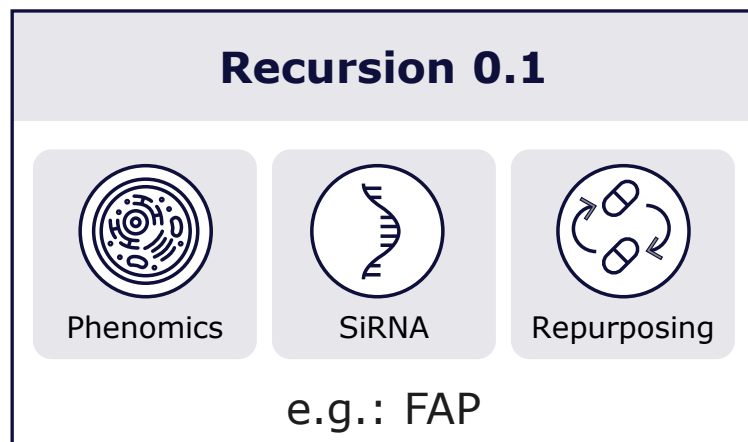 Recursion 0.1
Phenomics
SiRNA
Repurposing
e.g.: FAP